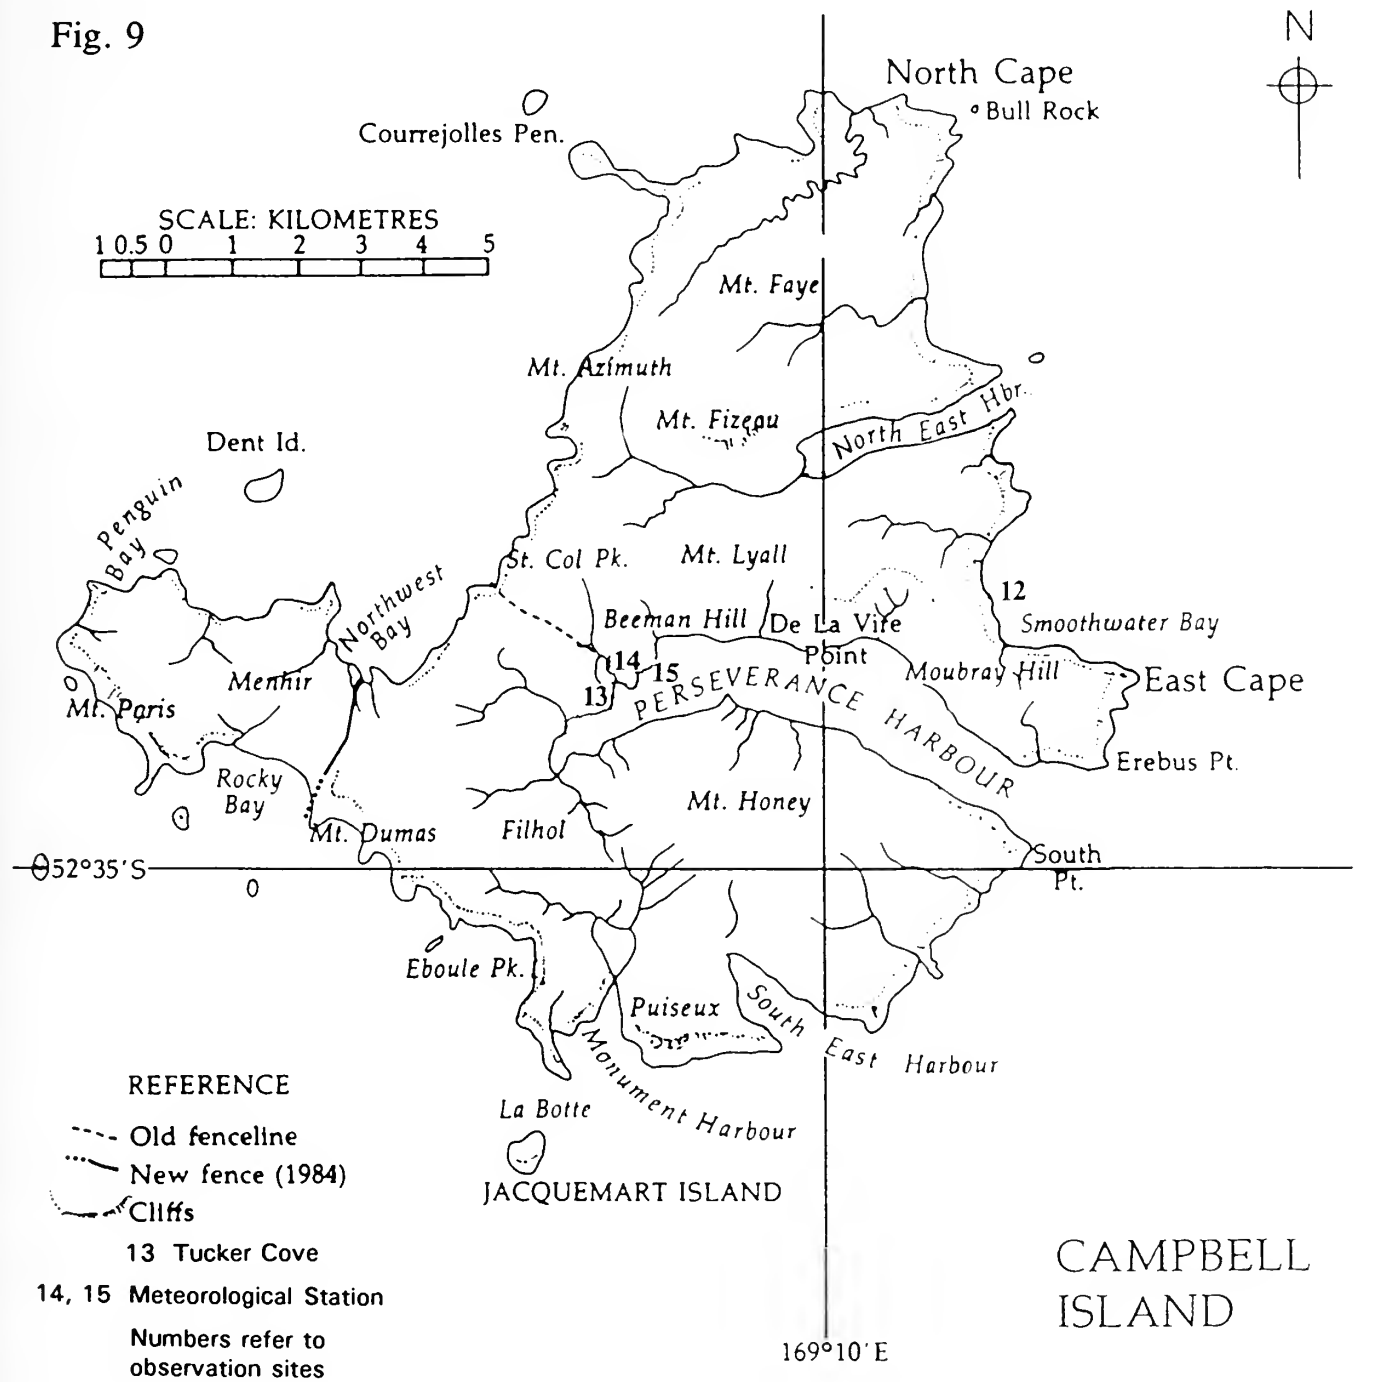 Fig. 9
N
North Cape
Bull Rock
Courrejolles Pen.
SCALE: KILOMETRES
1 0.5 0 1 2 3 4 5
Mt. Faye
Mt. Azimuth
Mt. Fizeau
North East Hbr.
Dent Id.
Penguin
Bay
St. Col Pk.
Mt. Lyall
Northwest
Bay
12
Beeman Hill
De La Vire
Point
Smoothwater Bay
14
15
13
Menhir
Moubray Hill
East Cape
Mt. Paris
PERSEVERANCE HARBOUR
Erebus Pt.
Rocky
Bay
Mt. Honey
Mt. Dumas
Filhol
52°35'S
South
Pt.
Eboule Pk.
Puiseux
South East Harbour
Monument Harbour
La Botte
JACQUEMART ISLAND
REFERENCE
Old fenceline
New fence (1984)
Cliffs
13 Tucker Cove
14, 15 Meteorological Station
Numbers refer to
observation sites
CAMPBELL
ISLAND
169°10'E